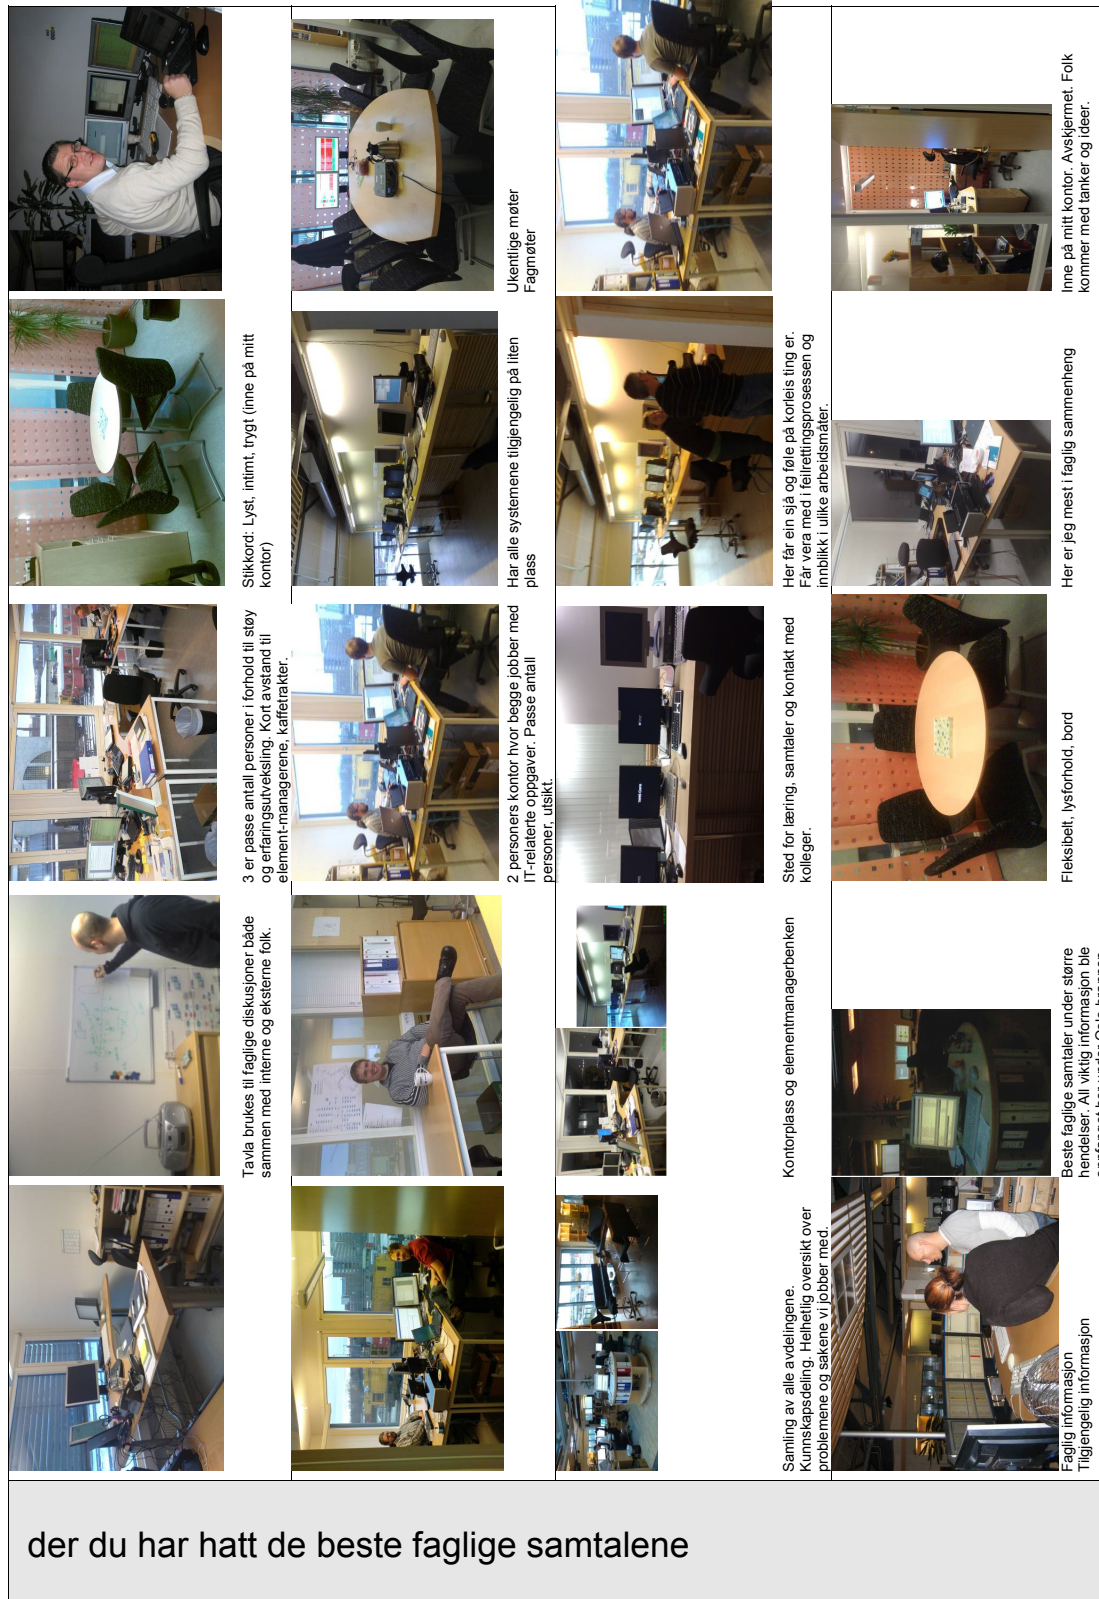 der du har hatt de beste faglige samtalene
Tavla brukes til faglige diskusjoner både
sammen med interne og eksterne folk.
3 er passe antall personer i forhold til støy
og erfaringsutveksling. Kort avstand til
element-managerene, kaffetrakter.
Stikkord: Lyst, intimt, trygt (inne på mitt
kontor)
2 personers kontor hvor begge jobber med
IT-relaterte oppgaver. Passe antall
personer, utsikt.
Har alle systemene tilgjengelig på liten
plass
Ukentlige møter
Fagmøter
Samling av alle avdelingene.
Kunnskapsdeling. Helhetlig oversikt over
problemene og sakene vi jobber med.
Kontorplass og elementmanagerbenken
Sted for læring, samtaler og kontakt med
kolleger.
Her får ein sjå og føle på korleis ting er.
Får vera med i feilrettingsprosessen og
innblikk i ulike arbeidsmåter.
Faglig informasjon
Tilgjengelig informasjon
Beste faglige samtaler under større
hendelser. All viktig informasjon ble
Fleksibelt, lysforhold, bord
Her er jeg mest i faglig sammenheng
Inne på mitt kontor. Avskjermet. Folk
kommer med tanker og ideer.